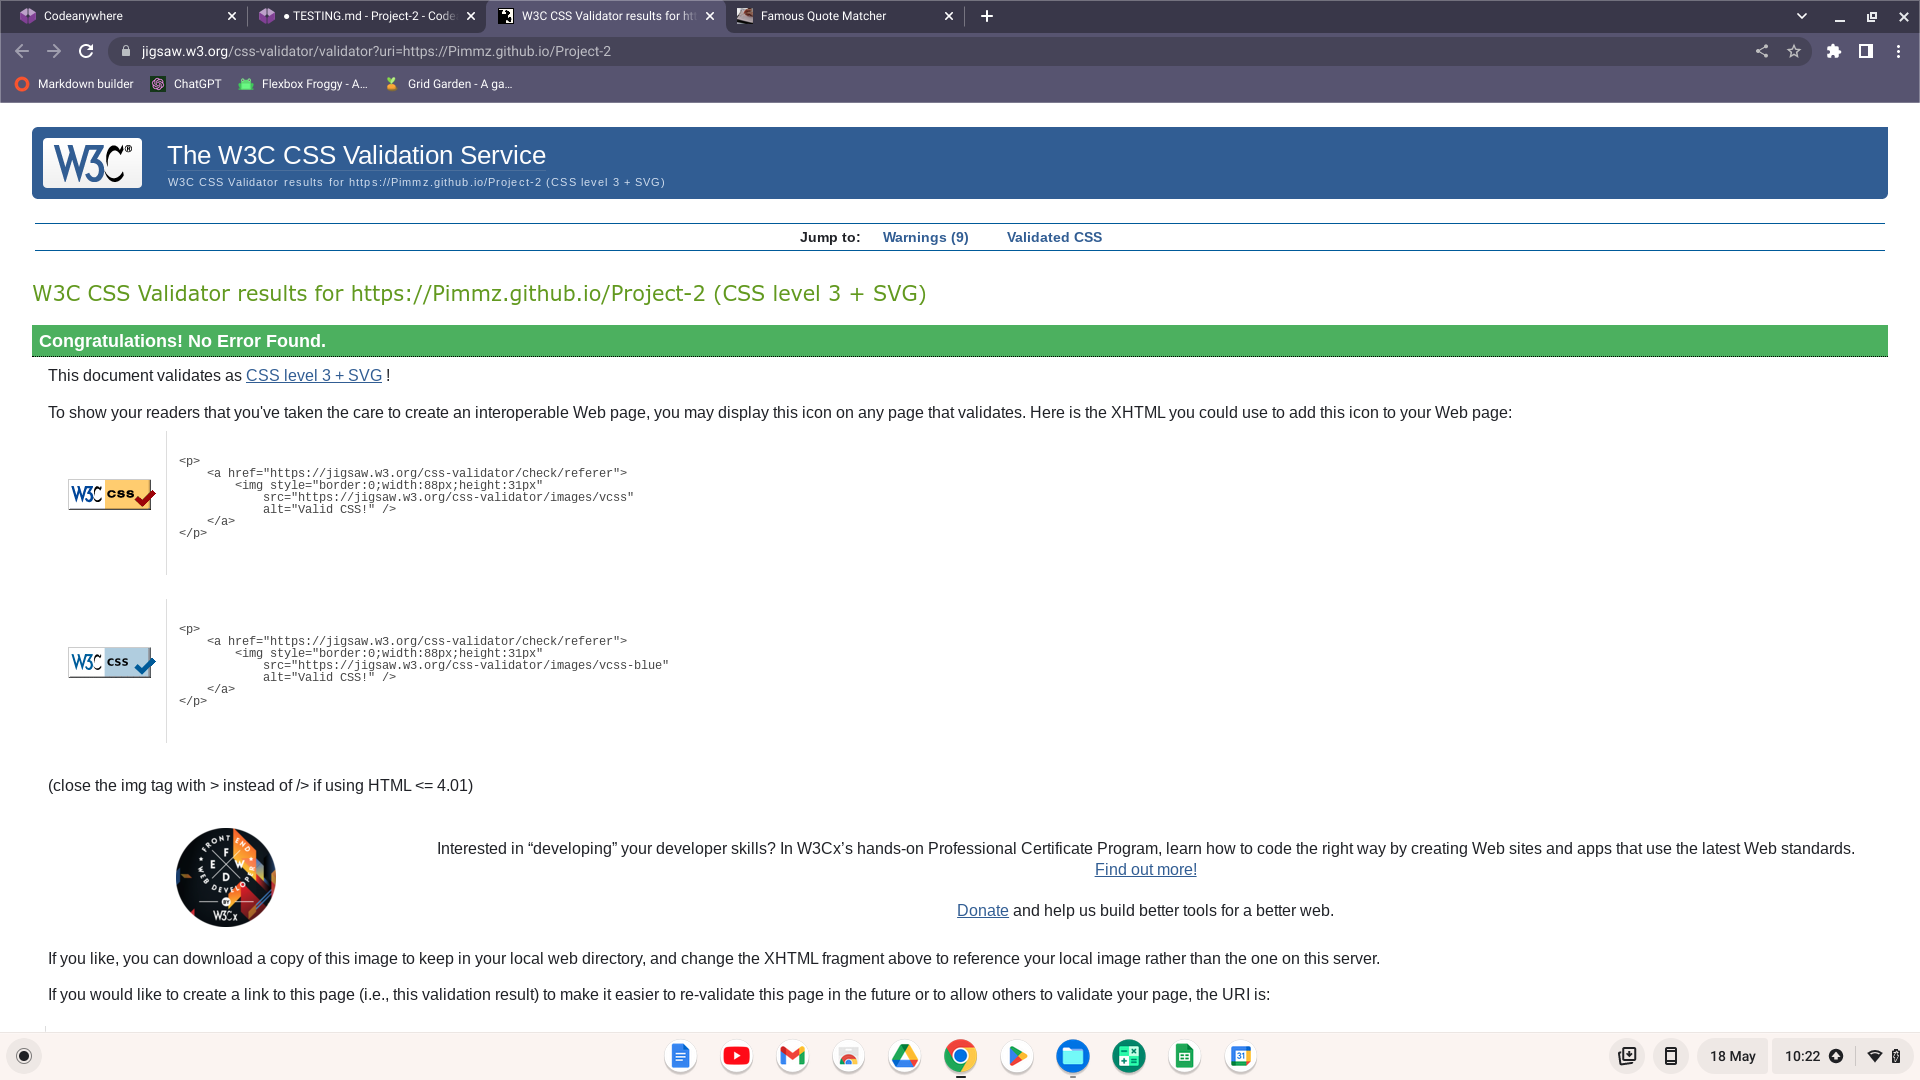 Codeanywhere
● TESTING.md - Project-2 - Code
W3C CSS Validator results for ht
Famous Quote Matcher
jigsaw.w3.org/css-validator/validator?uri=https://Pimmz.github.io/Project-2
Markdown builder
ChatGPT
Flexbox Froggy - A...
Grid Garden - A ga...
W3C®
The W3C CSS Validation Service
W3C CSS Validator results for https://Pimmz.github.io/Project-2 (CSS level 3 + SVG)
Jump to: Warnings (9) Validated CSS
W3C CSS Validator results for https://Pimmz.github.io/Project-2 (CSS level 3 + SVG)
Congratulations! No Error Found.
This document validates as CSS level 3 + SVG !
To show your readers that you've taken the care to create an interoperable Web page, you may display this icon on any page that validates. Here is the XHTML you could use to add this icon to your Web page:
W3C css
<p>
<a href="https://jigsaw.w3.org/css-validator/check/referer">
<img style="border:0;width:88px;height:31px"
src="https://jigsaw.w3.org/css-validator/images/vcss"
alt="Valid CSS!" />
</a>
</p>
W3C css
<p>
<a href="https://jigsaw.w3.org/css-validator/check/referer">
<img style="border:0;width:88px;height:31px"
src="https://jigsaw.w3.org/css-validator/images/vcss-blue"
alt="Valid CSS!" />
</a>
</p>
(close the img tag with > instead of /> if using HTML <= 4.01)
FRONT END
F
E W
D
WEB DEVELOPER
W3Cx
Interested in “developing” your developer skills? In W3Cx’s hands-on Professional Certificate Program, learn how to code the right way by creating Web sites and apps that use the latest Web standards.
Find out more!
Donate and help us build better tools for a better web.
If you like, you can download a copy of this image to keep in your local web directory, and change the XHTML fragment above to reference your local image rather than the one on this server.
If you would like to create a link to this page (i.e., this validation result) to make it easier to re-validate this page in the future or to allow others to validate your page, the URI is:
31
18 May
10:22